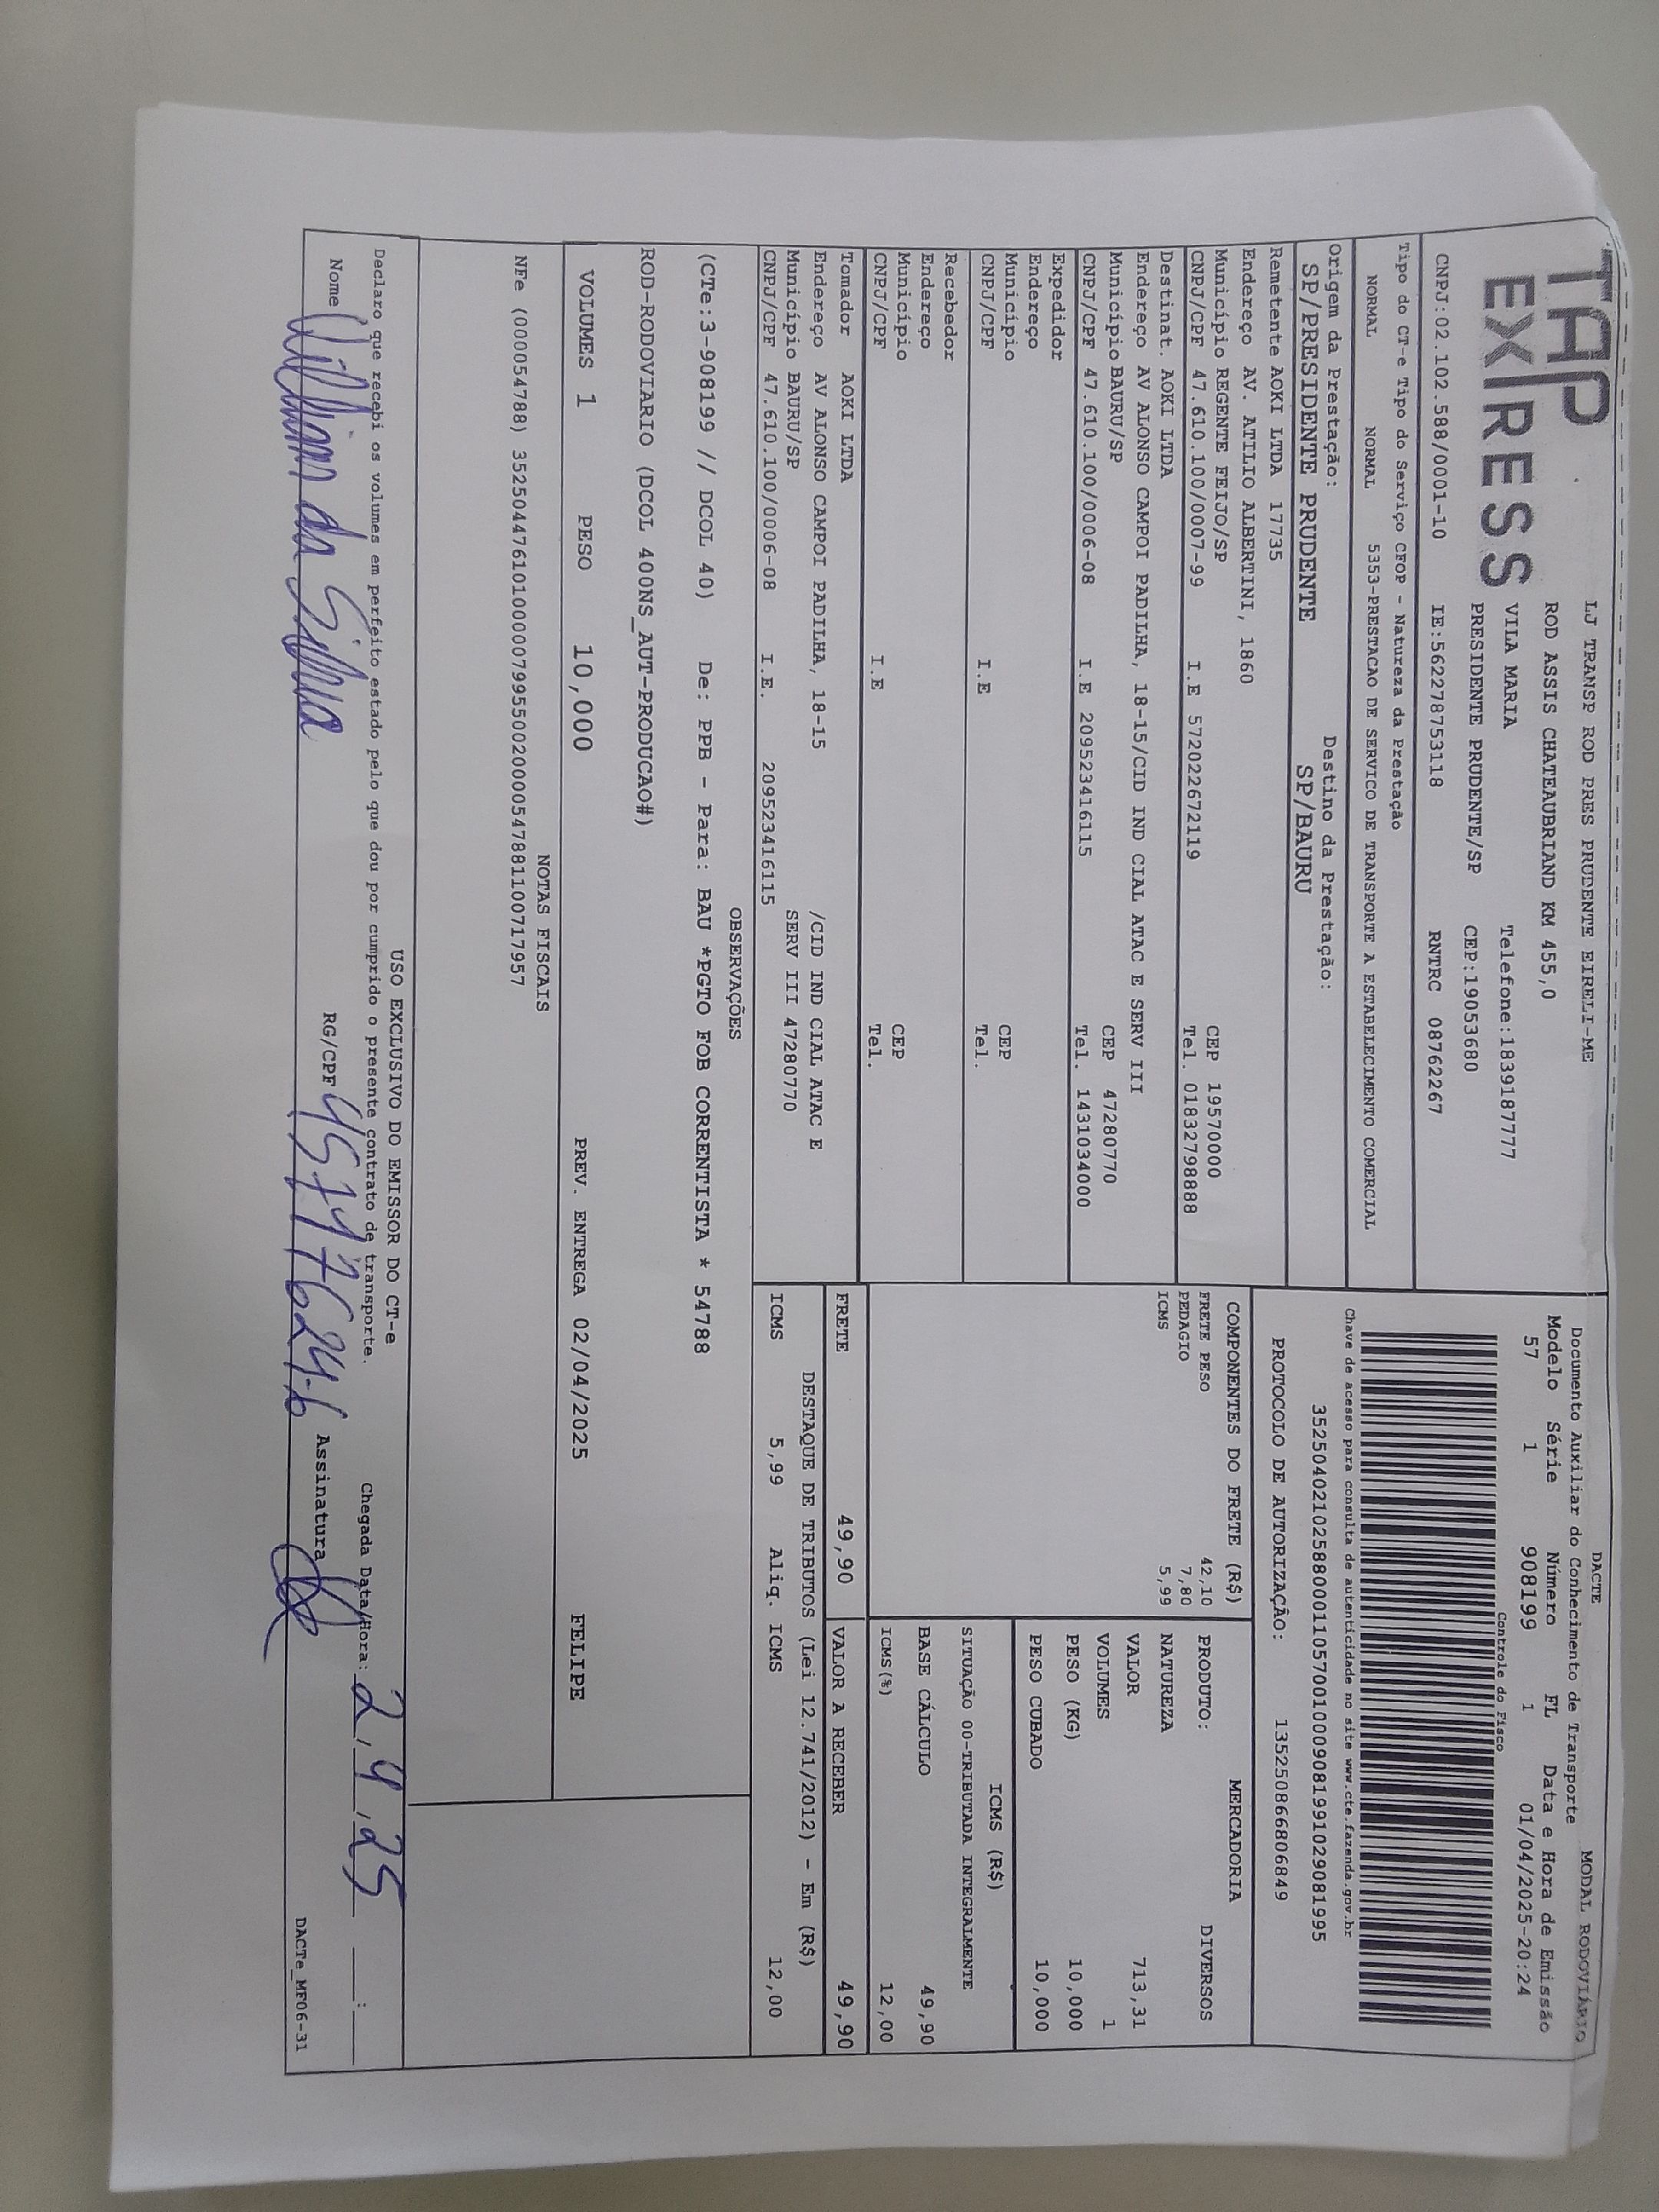 TAP
EXPRESS
LJ TRANSP ROD PRES PRUDENTE EIRELI-ME
ROD ASSIS CHATEAUBRIAND KM 455,0
VILA MARIA Telefone:1839187777
PRESIDENTE PRUDENTE/SP CEP:19053680
CNPJ:02.102.588/0001-10 IE:562278753118 RNTRC 08762267
DACTE MODAL RODOVIÁRIO
Documento Auxiliar do Conhecimento de Transporte
Modelo Série Número FL Data e Hora de Emissão
57 1 908199 1 01/04/2025-20:24
Controle do Fisco
Chave de acesso para consulta de autenticidade no site www.cte.fazenda.gov.br
35250402102588000110570010009081991029081995
PROTOCOLO DE AUTORIZAÇÃO: 135250866806849
Tipo do CT-e Tipo do Serviço CFOP - Natureza da Prestação
NORMAL NORMAL 5353-PRESTACAO DE SERVICO DE TRANSPORTE A ESTABELECIMENTO COMERCIAL
Origem da Prestação: Destino da Prestação:
SP/PRESIDENTE PRUDENTE SP/BAURU
Remetente AOKI LTDA 17735
Endereço AV. ATTLIO ALBERTINI, 1860
Município REGENTE FEIJO/SP CEP 19570000
CNPJ/CPF 47.610.100/0007-99 I.E 572022672119 Tel. 01832798888
Destinat. AOKI LTDA
Endereço AV ALONSO CAMPOI PADILHA, 18-15/CID IND CIAL ATAC E SERV III
Município BAURU/SP CEP 47280770
CNPJ/CPF 47.610.100/0006-08 I.E 209523416115 Tel. 1431034000
Expedidor
Endereço
Município CEP
CNPJ/CPF I.E Tel.
Recebedor
Endereço
Município CEP
CNPJ/CPF I.E Tel.
Tomador AOKI LTDA
Endereço AV ALONSO CAMPOI PADILHA, 18-15 /CID IND CIAL ATAC E
Município BAURU/SP SERV III 47280770
CNPJ/CPF 47.610.100/0006-08 I.E. 209523416115
COMPONENTES DO FRETE (R$)
FRETE PESO 42,10
PEDAGIO 7,80
ICMS 5,99
MERCADORIA
PRODUTO: DIVERSOS
NATUREZA
VALOR 713,31
VOLUMES 1
PESO (KG) 10,000
PESO CUBADO 10,000
ICMS (R$)
SITUAÇÃO 00-TRIBUTADA INTEGRALMENTE
BASE CÁLCULO 49,90
ICMS(%) 12,00
FRETE 49,90 VALOR A RECEBER 49,90
DESTAQUE DE TRIBUTOS (Lei 12.741/2012) - Em (R$)
ICMS 5,99 Aliq. ICMS 12,00
OBSERVAÇÕES
(CTe:3-908199 // DCOL 40) De: PPB - Para: BAU *PGTO FOB CORRENTISTA * 54788
ROD-RODOVIARIO (DCOL 400NS_AUT-PRODUCAO#)
VOLUMES 1 PESO 10,000 PREV. ENTREGA 02/04/2025 FELIPE
NOTAS FISCAIS
NFe (000054788) 35250447610100000799550020000547881100717957
USO EXCLUSIVO DO EMISSOR DO CT-e
Declaro que recebi os volumes em perfeito estado pelo que dou por cumprido o presente contrato de transporte. Chegada Data/Hora: 2,4,25 :
Nome Willian da Silva RG/CPF Assinatura
DACTe_MF06-31